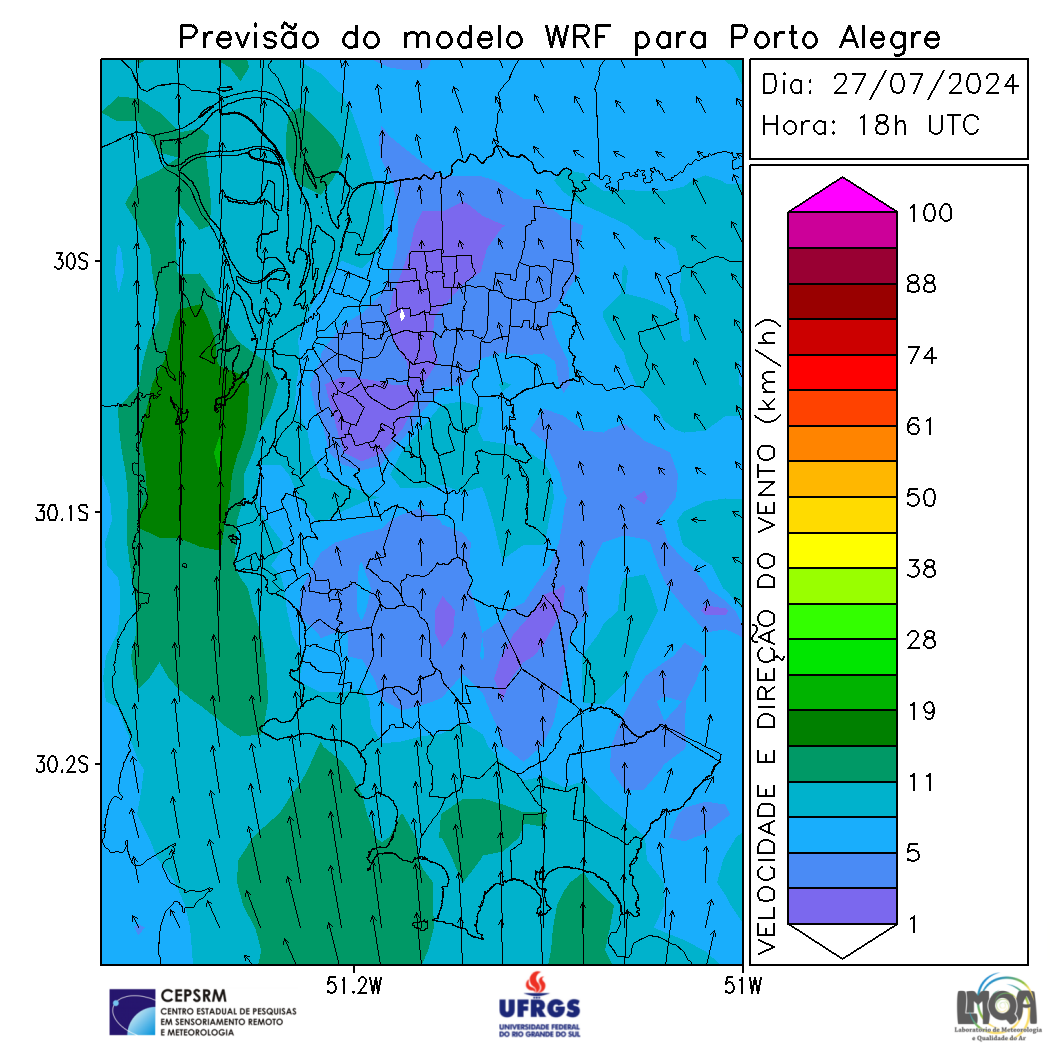 Previsão do modelo WRF para Porto Alegre
Dia: 27/07/2024
Hora: 18h UTC
30S
30.1S
30.2S
51.2W
51W
VELOCIDADE E DIREÇÃO DO VENTO (km/h)
100
88
74
61
50
38
28
19
11
5
1
CEPSRM
CENTRO ESTADUAL DE PESQUISAS
EM SENSORIAMENTO REMOTO
E METEOROLOGIA
UFRGS
UNIVERSIDADE FEDERAL
DO RIO GRANDE DO SUL
LMQA
Laboratório de Meteorologia
e Qualidade do Ar